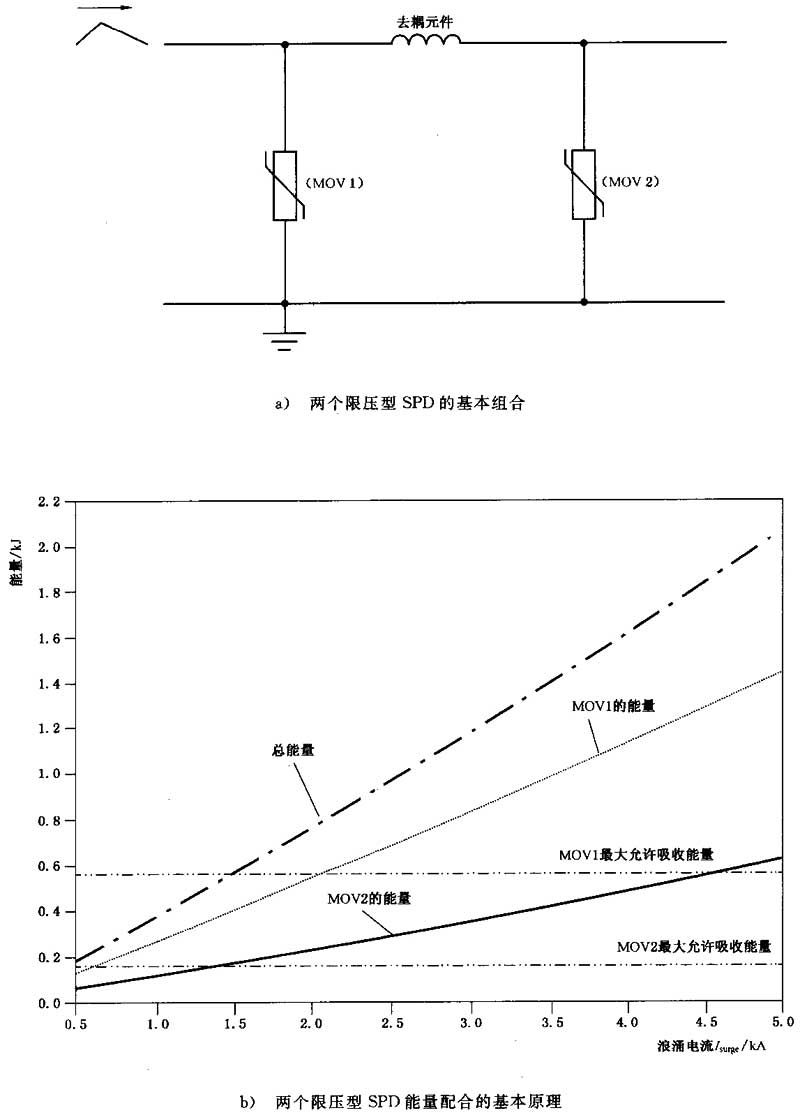 去耦元件
(MOV 1)
(MOV 2)
a) 两个限压型 SPD 的基本组合
能量/kJ
2.2
2.0
1.8
1.6
1.4
1.2
1.0
0.8
0.6
0.4
0.2
0.0
总能量
MOV1的能量
MOV1最大允许吸收能量
MOV2的能量
MOV2最大允许吸收能量
0.5 1.0 1.5 2.0 2.5 3.0 3.5 4.0 4.5 5.0
浪涌电流Isurge/kA
b) 两个限压型 SPD 能量配合的基本原理